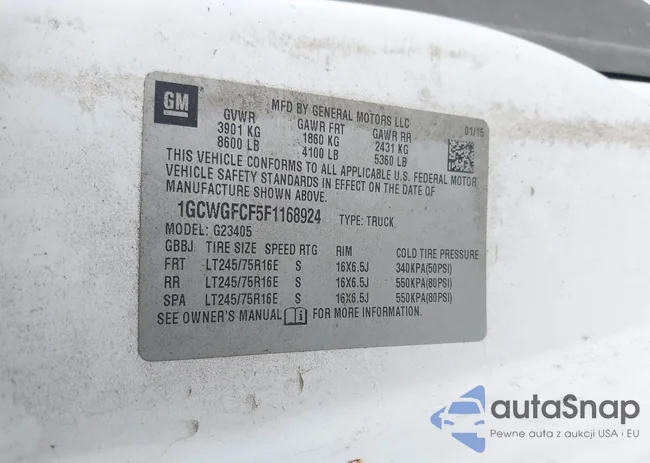 GM
MFD BY GENERAL MOTORS LLC
01/15
GVWR GAWR FRT GAWR RR
3901 KG 1860 KG 2431 KG
8600 LB 4100 LB 5360 LB
THIS VEHICLE CONFORMS TO ALL APPLICABLE U.S. FEDERAL MOTOR
VEHICLE SAFETY STANDARDS IN EFFECT ON THE DATE OF
MANUFACTURE SHOWN ABOVE.
1GCWGFCF5F1168924 TYPE: TRUCK
MODEL: G23405
GBBJ TIRE SIZE SPEED RTG RIM COLD TIRE PRESSURE
FRT LT245/75R16E S 16X6.5J 340KPA(50PSI)
RR LT245/75R16E S 16X6.5J 550KPA(80PSI)
SPA LT245/75R16E S 16X6.5J 550KPA(80PSI)
SEE OWNER'S MANUAL i FOR MORE INFORMATION.
autoSnap
Pewne auta z aukcji USA i EU